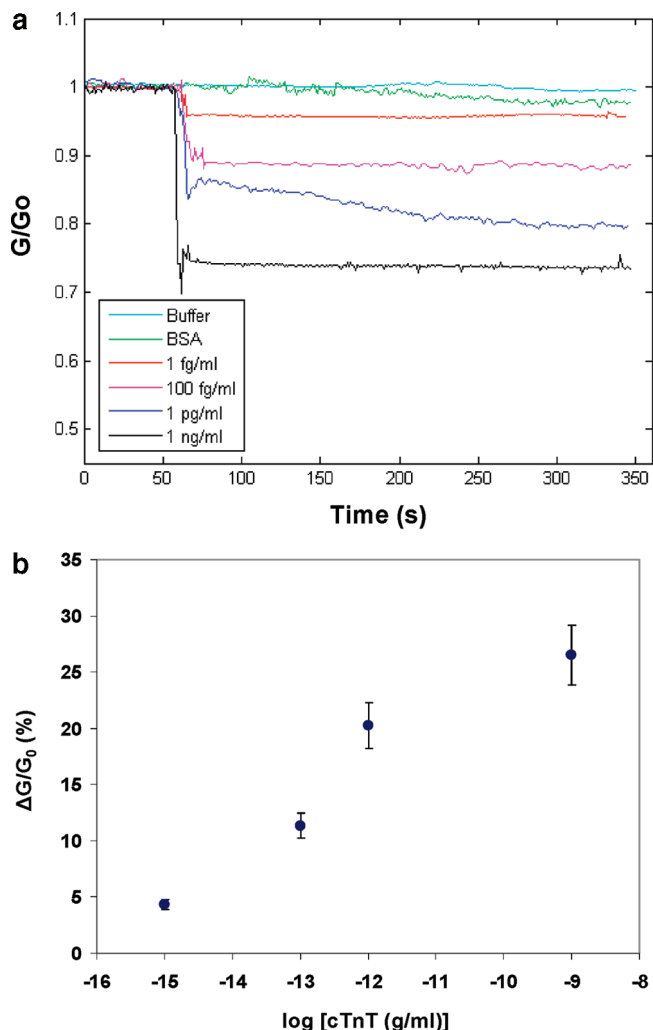 a
1.1
1
0.9
0.8
0.7
0.6
0.5
G/Go
Buffer
BSA
1 fg/ml
100 fg/ml
1 pg/ml
1 ng/ml
0 50 100 150 200 250 300 350
Time (s)
b
35
30
25
20
15
10
5
0
ΔG/G₀ (%)
-16 -15 -14 -13 -12 -11 -10 -9 -8
log [cTnT (g/ml)]